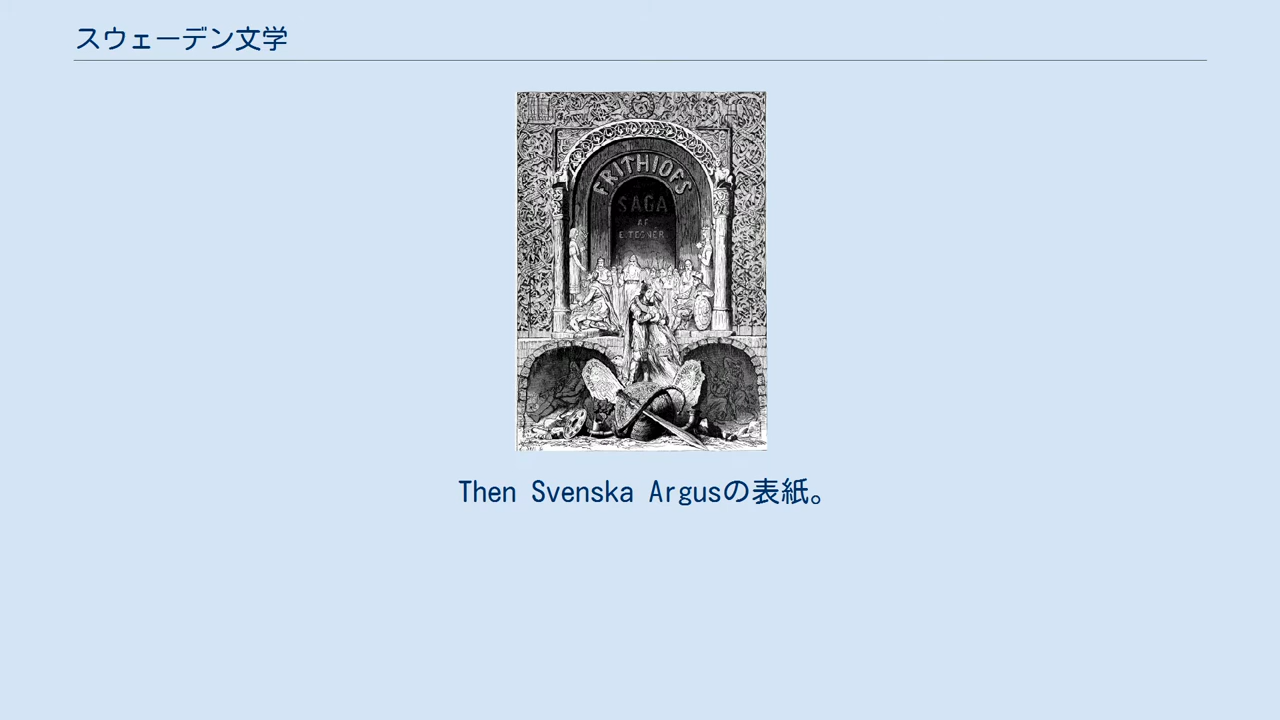 スウェーデン文学
FRITHIOFS
SAGA
AF
E. TEGNÉR
Then Svenska Argusの表紙。